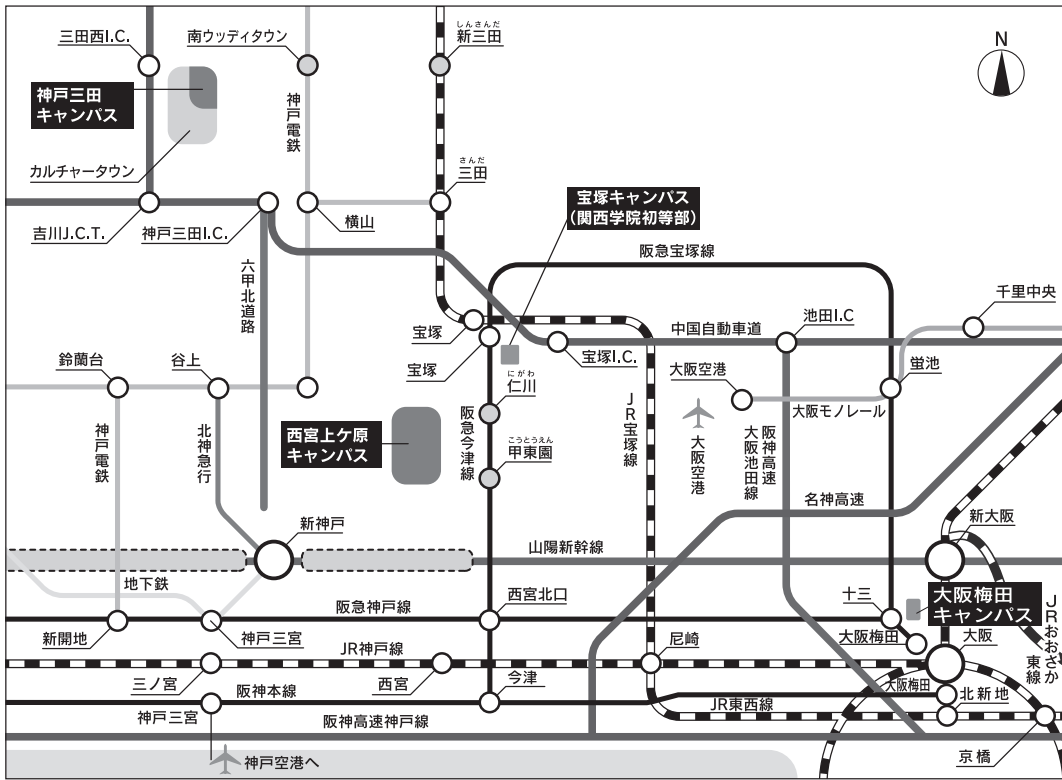 三田西I.C.
南ウッディタウン
しんさんだ
新三田
N
神戸三田
キャンパス
神戸電鉄
カルチャータウン
さんだ
三田
吉川J.C.T.
神戸三田I.C.
横山
宝塚キャンパス
(関西学院初等部)
阪急宝塚線
六甲北道路
千里中央
宝塚
中国自動車道
池田I.C
宝塚
宝塚I.C.
鈴蘭台
谷上
にがわ
仁川
大阪空港
蛍池
大阪モノレール
神戸電鉄
北神急行
西宮上ケ原
キャンパス
阪急今津線
こうとうえん
甲東園
JR宝塚線
大阪空港
阪神高速
大阪池田線
名神高速
新神戸
新大阪
山陽新幹線
地下鉄
阪急神戸線
西宮北口
十三
大阪梅田
キャンパス
新開地
神戸三宮
大阪梅田
大阪
JRおおさか
東線
JR神戸線
尼崎
三ノ宮
西宮
今津
大阪梅田
阪神本線
北新地
神戸三宮
JR東西線
阪神高速神戸線
京橋
神戸空港へ